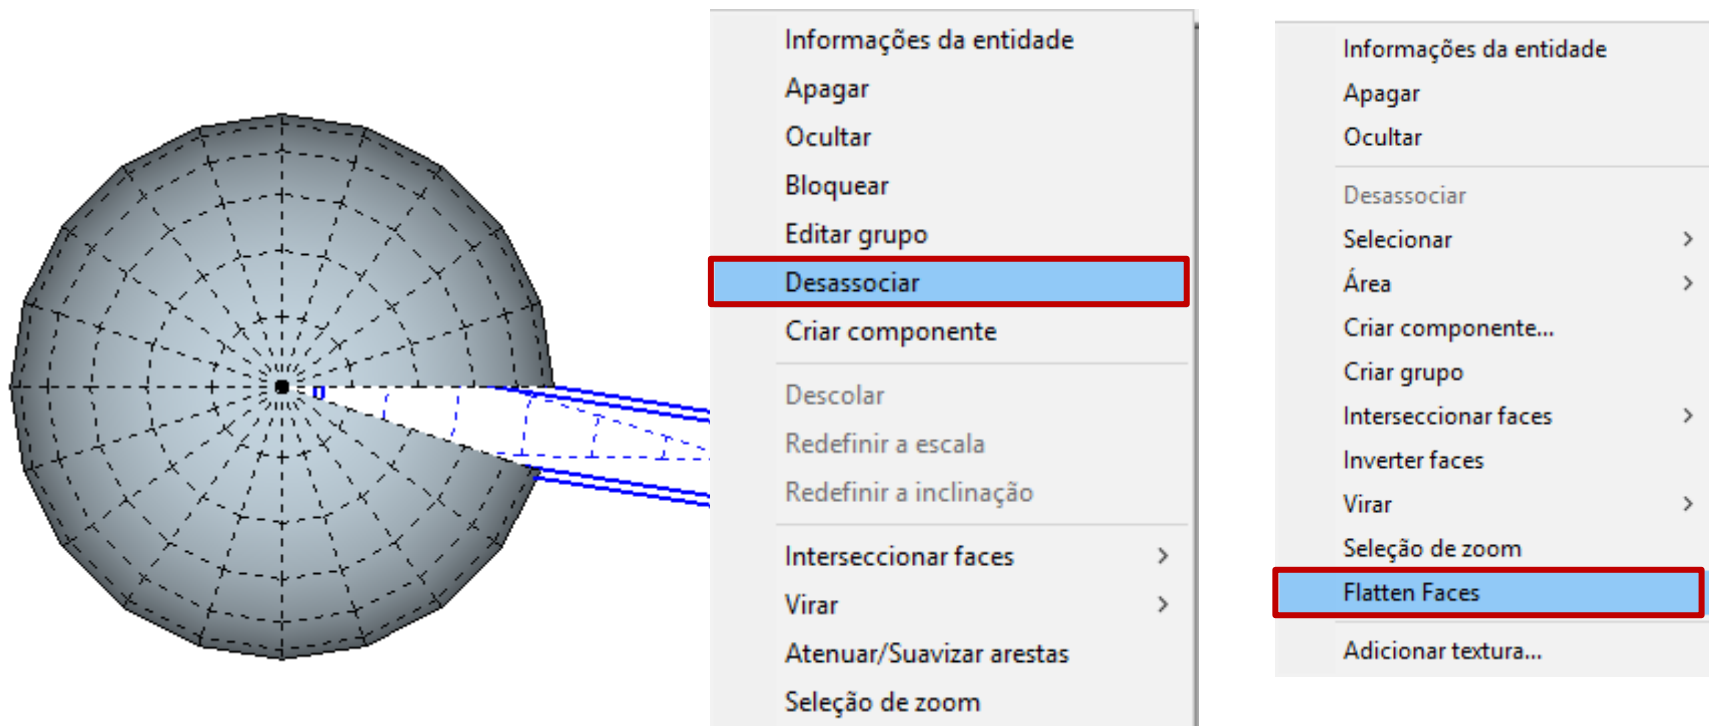 Informações da entidade
Apagar
Ocultar
Bloquear
Editar grupo
Desassociar
Criar componente
Descolar
Redefinir a escala
Redefinir a inclinação
Interseccionar faces
Virar
Atenuar/Suavizar arestas
Seleção de zoom
Informações da entidade
Apagar
Ocultar
Desassociar
Selecionar
Área
Criar componente...
Criar grupo
Interseccionar faces
Inverter faces
Virar
Seleção de zoom
Flatten Faces
Adicionar textura...